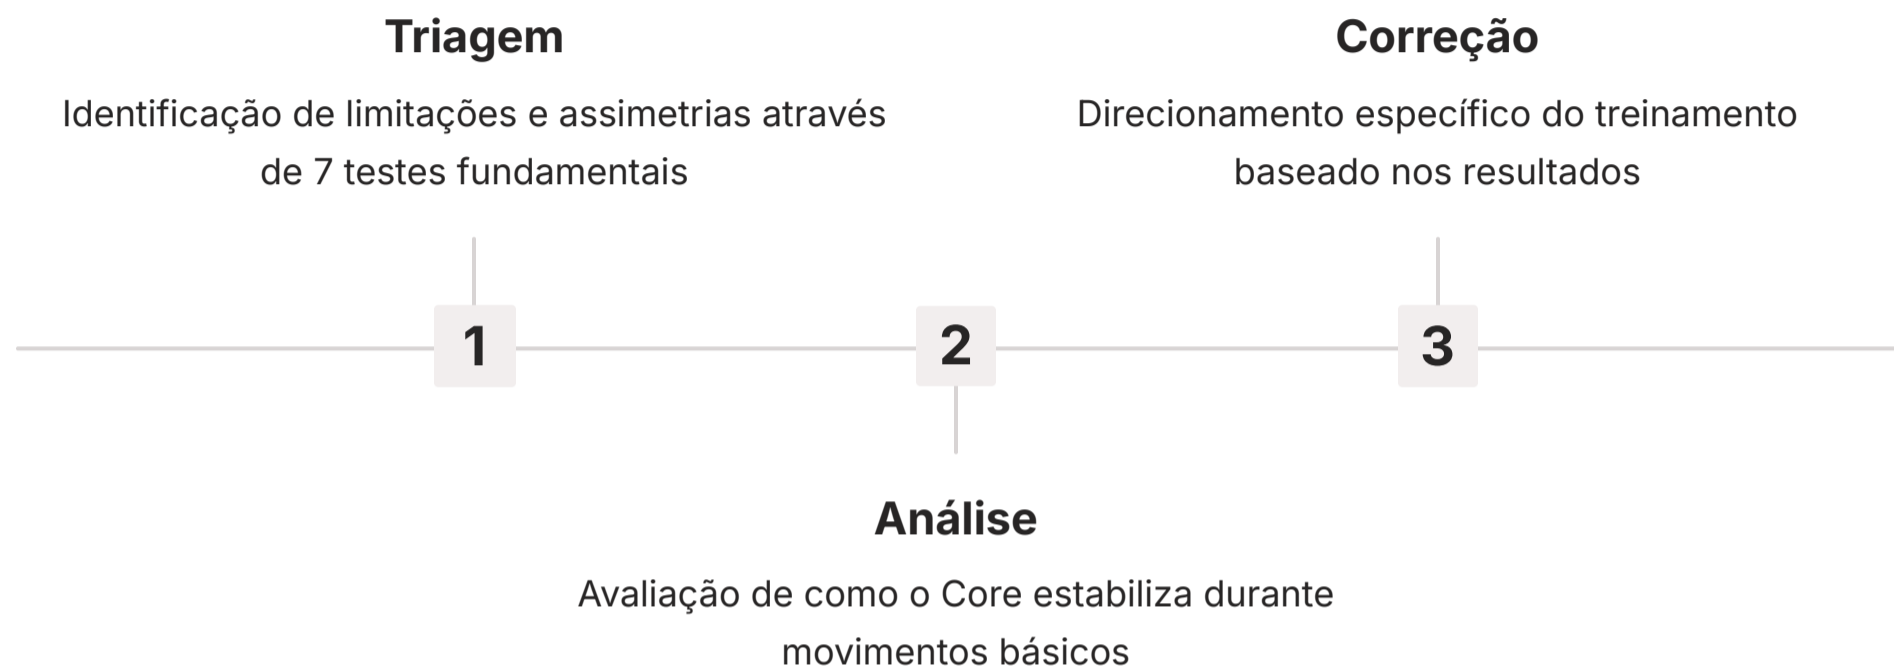 Triagem
Identificação de limitações e assimetrias através
de 7 testes fundamentais
1
Correção
Direcionamento específico do treinamento
baseado nos resultados
3
2
Análise
Avaliação de como o Core estabiliza durante
movimentos básicos